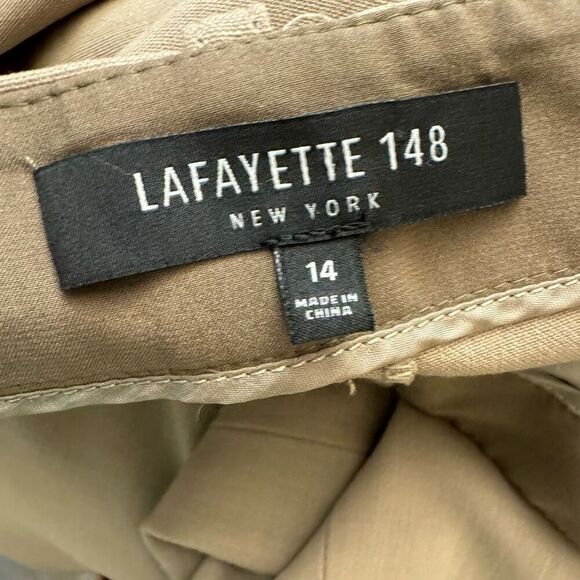 LAFAYETTE 148
NEW YORK
14
MADE IN
CHINA